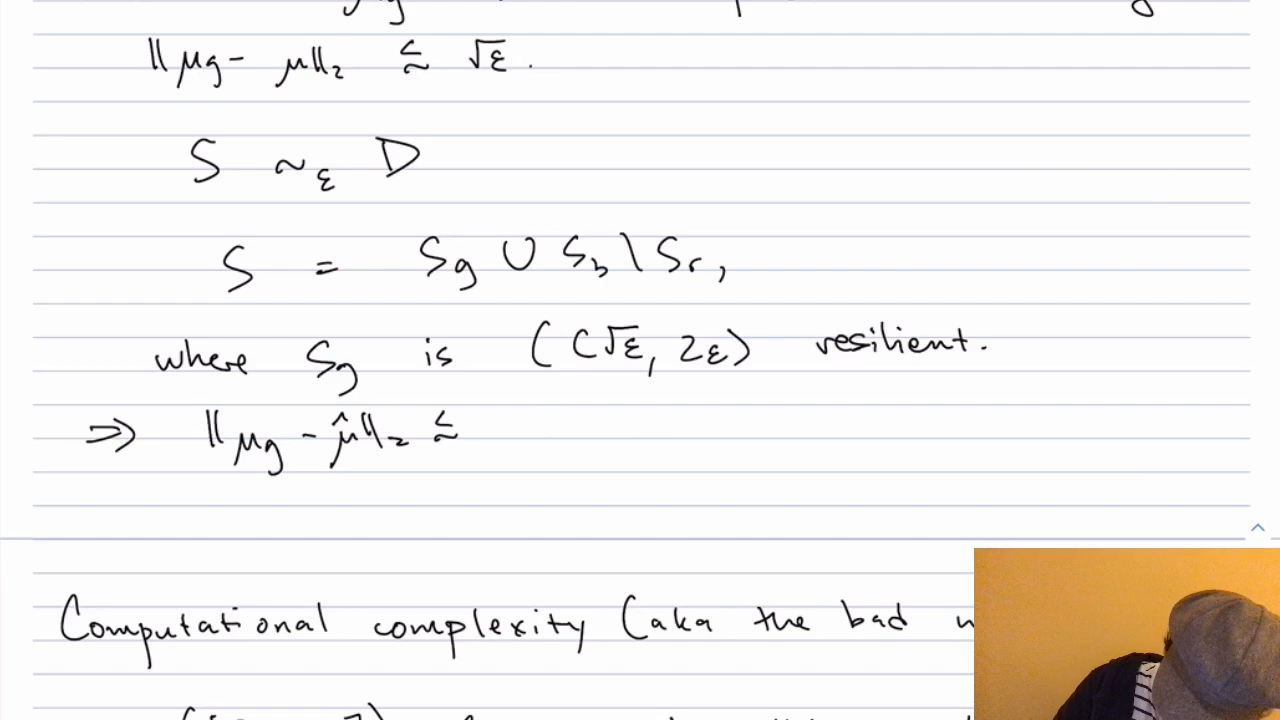 ‖μg - μ‖₂ ≲ √ε .
S ~ε D
S = Sg ∪ Sb \ Sr,
where Sg is (C√ε, 2ε) resilient.
⇒ ‖μg - μ̂‖₂ ≲
Computational complexity (aka the bad